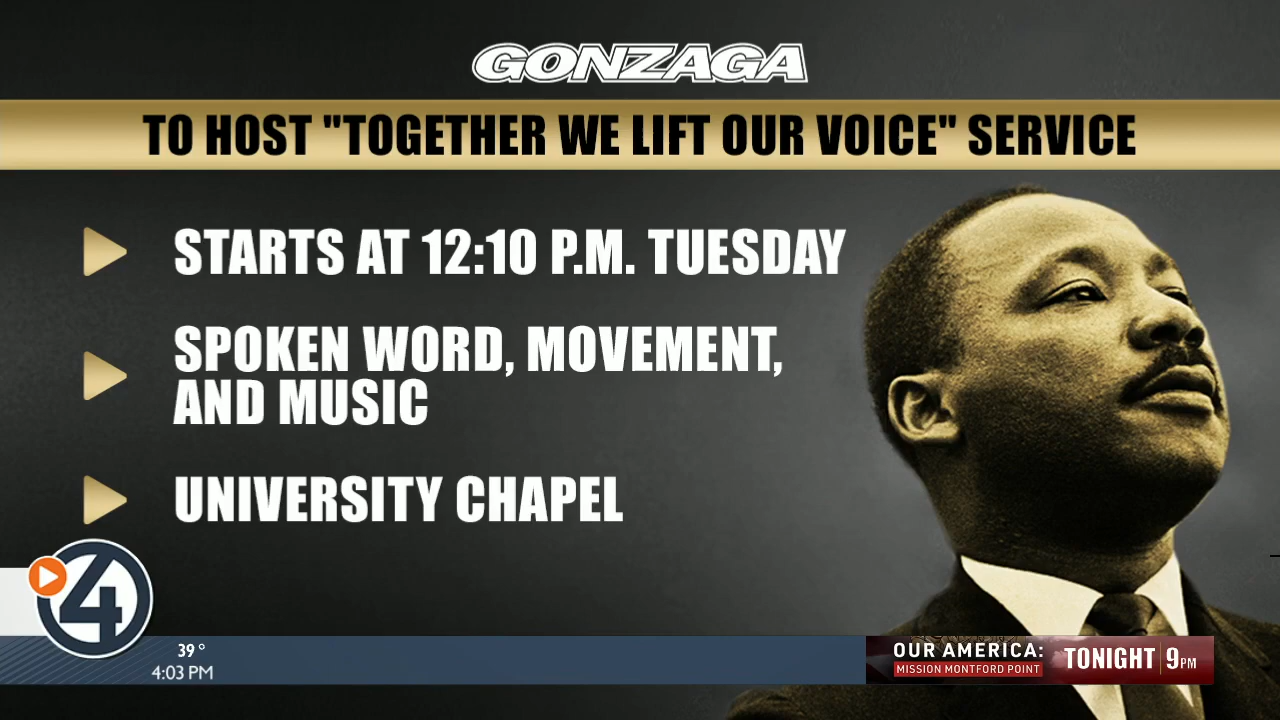 GONZAGA
TO HOST "TOGETHER WE LIFT OUR VOICE" SERVICE
STARTS AT 12:10 P.M. TUESDAY
SPOKEN WORD, MOVEMENT,
AND MUSIC
UNIVERSITY CHAPEL
4
39°
4:03 PM
OUR AMERICA:
MISSION MONTFORD POINT
TONIGHT 9PM